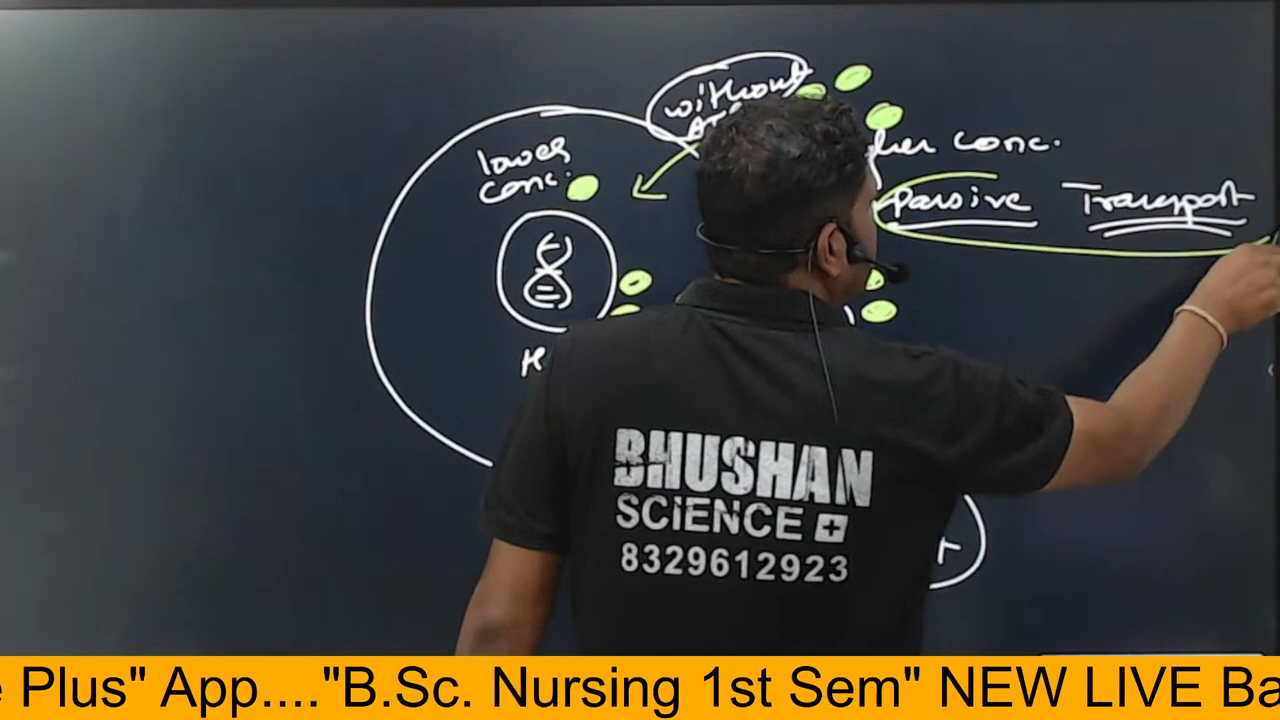 without
lower
conc.
conc.
Passive Transport
BHUSHAN
SCIENCE +
8329612923
Plus" App...."B.Sc. Nursing 1st Sem" NEW LIVE Ba